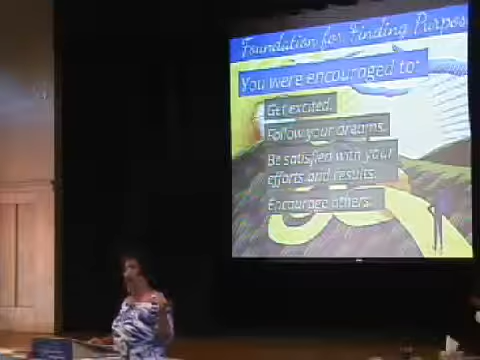 Foundation for Finding Purpos
You were encouraged to:
Get excited.
Follow your dreams.
Be satisfied with your
efforts and results.
Encourage others.